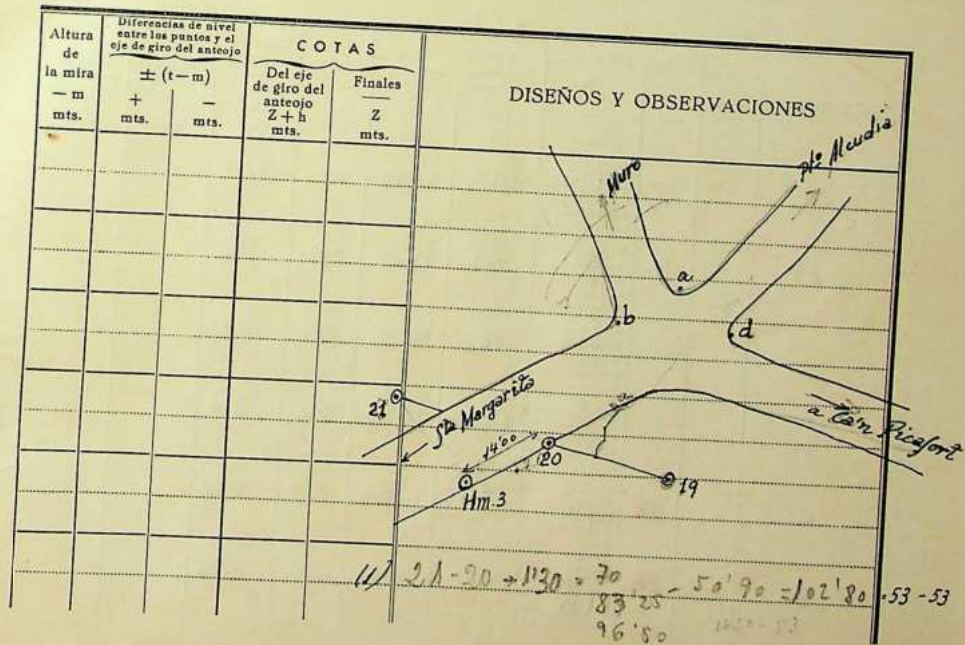 Altura
de
la mira
— m
mts.
Diferencias de nivel
entre los puntos y el
eje de giro del anteojo
± (t—m)
+
mts.
—
mts.
COTAS
Del eje
de giro del
anteojo
Z + h
mts.
Finales
Z
mts.
DISEÑOS Y OBSERVACIONES
Muro
Pto Alcudia
a
b
d
21
Sta Margarita
a Ca'n Picafort
14'00
20
19
Hm. 3
21-20 → 1'30 = 70
83'25 - 50'90 = 102'80 = 53 - 53
96'50